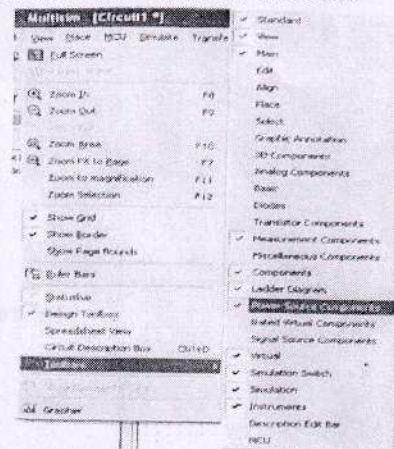 Multisim - [Circuit1 *]
View Place MCU Simulate Transfe
Full Screen
Zoom In F8
Zoom Out F9
Zoom Area F10
Zoom Fit to Page F7
Zoom to magnification F11
Zoom Selection F12
Show Grid
Show Border
Show Page Bounds
Ruler Bars
Statusbar
Design Toolbox
Spreadsheet View
Circuit Description Box Ctrl+D
Toolbars
Grapher
Standard
View
Main
Edit
Align
Place
Select
Graphic Annotation
3D Components
Analog Components
Basic
Diodes
Transistor Components
Measurement Components
Miscellaneous Components
Components
Ladder Diagram
Power Source Components
Rated Virtual Components
Signal Source Components
Virtual
Simulation Switch
Simulation
Instruments
Description Edit Bar
MCU